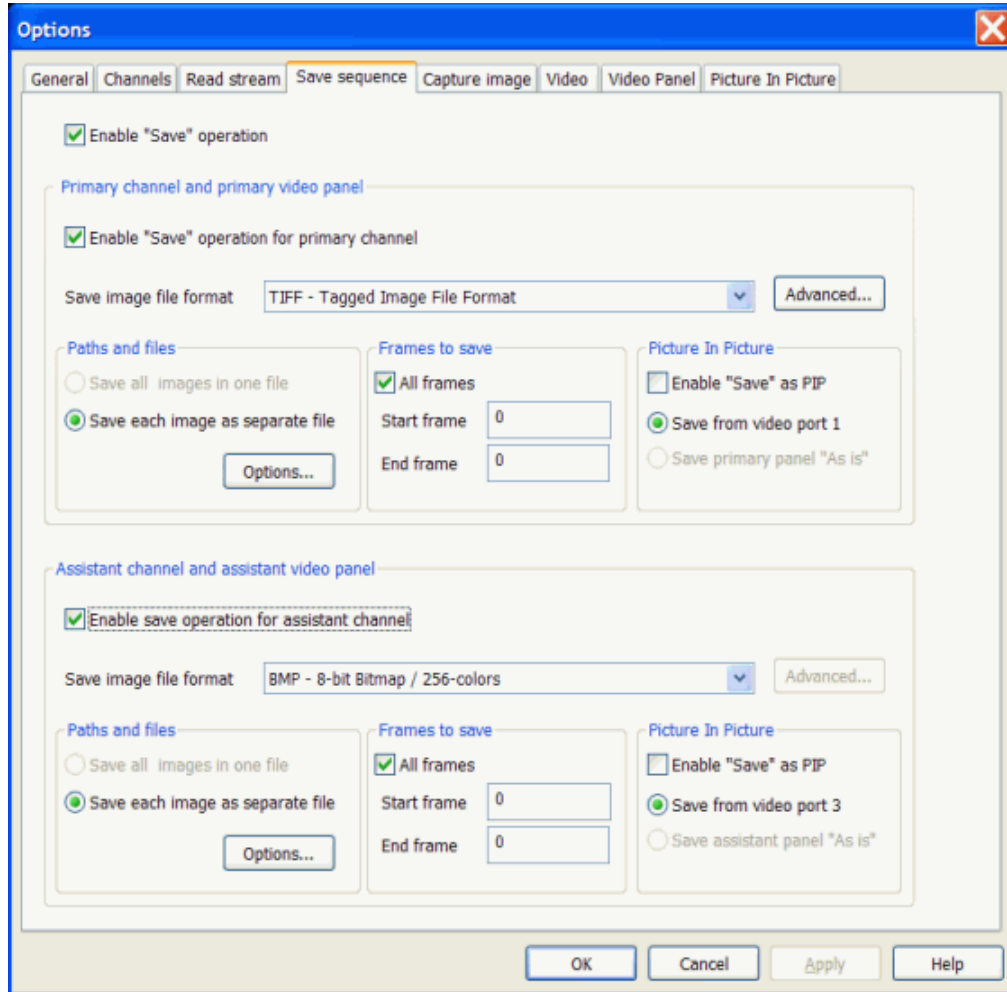 Options
General Channels Read stream Save sequence Capture image Video Video Panel Picture In Picture
Enable "Save" operation
Primary channel and primary video panel
Enable "Save" operation for primary channel
Save image file format TIFF - Tagged Image File Format Advanced...
Paths and files Frames to save Picture In Picture
Save all images in one file All frames Enable "Save" as PIP
Save each image as separate file Start frame 0 Save from video port 1
Options... End frame 0 Save primary panel "As is"
Assistant channel and assistant video panel
Enable save operation for assistant channel
Save image file format BMP - 8-bit Bitmap / 256-colors Advanced...
Paths and files Frames to save Picture In Picture
Save all images in one file All frames Enable "Save" as PIP
Save each image as separate file Start frame 0 Save from video port 3
Options... End frame 0 Save assistant panel "As is"
OK Cancel Apply Help